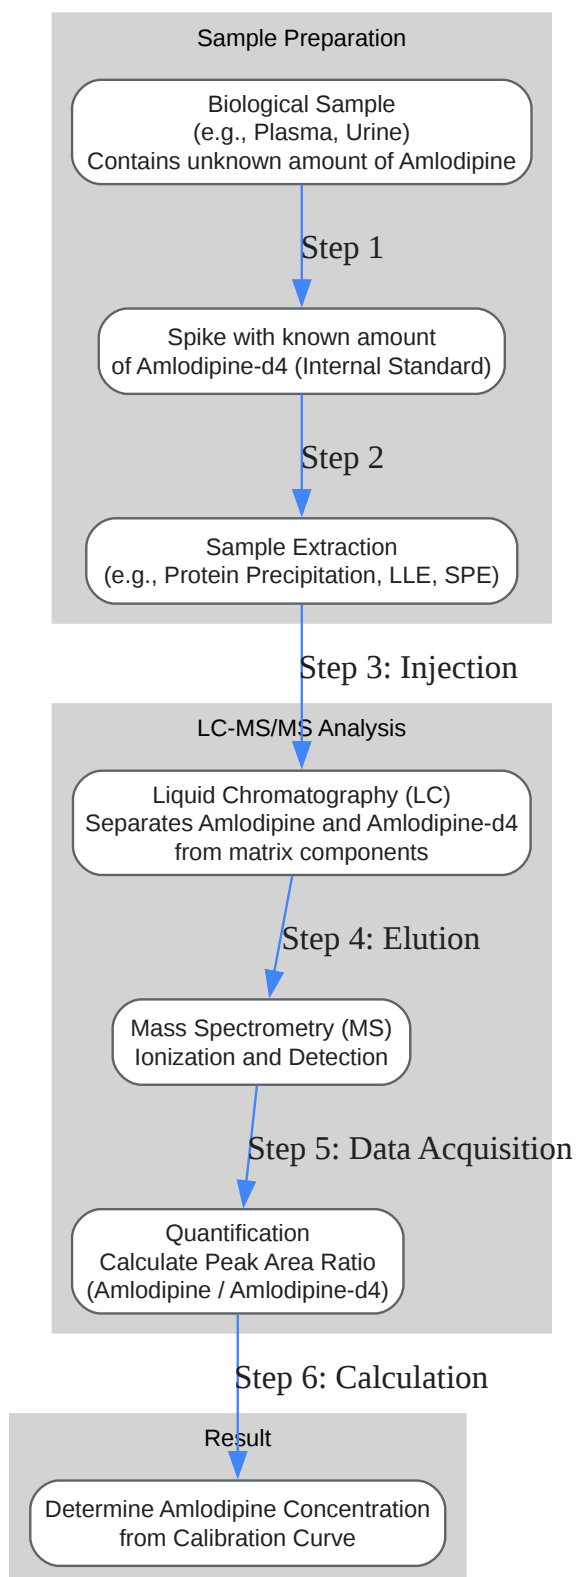 Sample Preparation
Biological Sample
(e.g., Plasma, Urine)
Contains unknown amount of Amlodipine
Step 1
Spike with known amount
of Amlodipine-d4 (Internal Standard)
Step 2
Sample Extraction
(e.g., Protein Precipitation, LLE, SPE)
Step 3: Injection
LC-MS/MS Analysis
Liquid Chromatography (LC)
Separates Amlodipine and Amlodipine-d4
from matrix components
Step 4: Elution
Mass Spectrometry (MS)
Ionization and Detection
Step 5: Data Acquisition
Quantification
Calculate Peak Area Ratio
(Amlodipine / Amlodipine-d4)
Step 6: Calculation
Result
Determine Amlodipine Concentration
from Calibration Curve